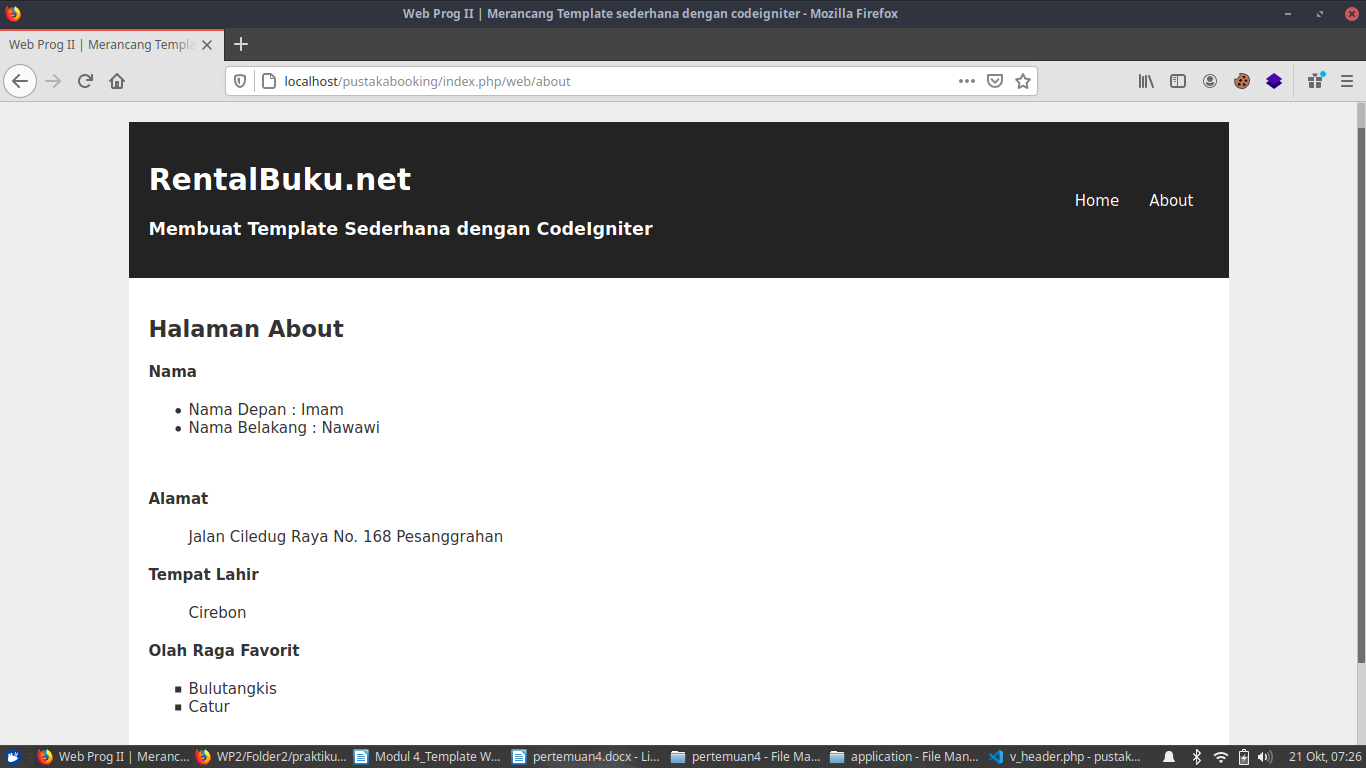 Web Prog II | Merancang Template sederhana dengan codeigniter - Mozilla Firefox
Web Prog II | Merancang Templa
localhost/pustakabooking/index.php/web/about
RentalBuku.net
Home About
Membuat Template Sederhana dengan CodeIgniter
Halaman About
Nama
Nama Depan : Imam
Nama Belakang : Nawawi
Alamat
Jalan Ciledug Raya No. 168 Pesanggrahan
Tempat Lahir
Cirebon
Olah Raga Favorit
Bulutangkis
Catur
Web Prog II | Meranc... WP2/Folder2/praktiku... Modul 4_Template W... pertemuan4.docx - Li... pertemuan4 - File Ma... application - File Man... v_header.php - pustak... 21 Okt, 07:26